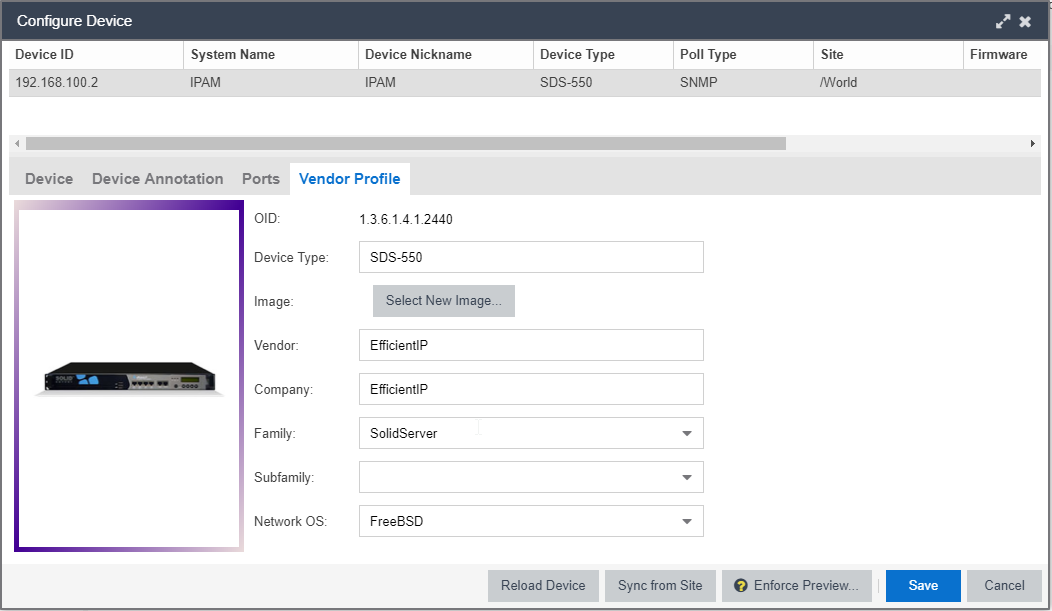 Configure Device
Device ID System Name Device Nickname Device Type Poll Type Site Firmware
192.168.100.2 IPAM IPAM SDS-550 SNMP /World
Device Device Annotation Ports Vendor Profile
OID: 1.3.6.1.4.1.2440
Device Type: SDS-550
Image: Select New Image...
Vendor: EfficientIP
Company: EfficientIP
SOLID
Family: SolidServer
Subfamily:
Network OS: FreeBSD
Reload Device Sync from Site ? Enforce Preview... Save Cancel